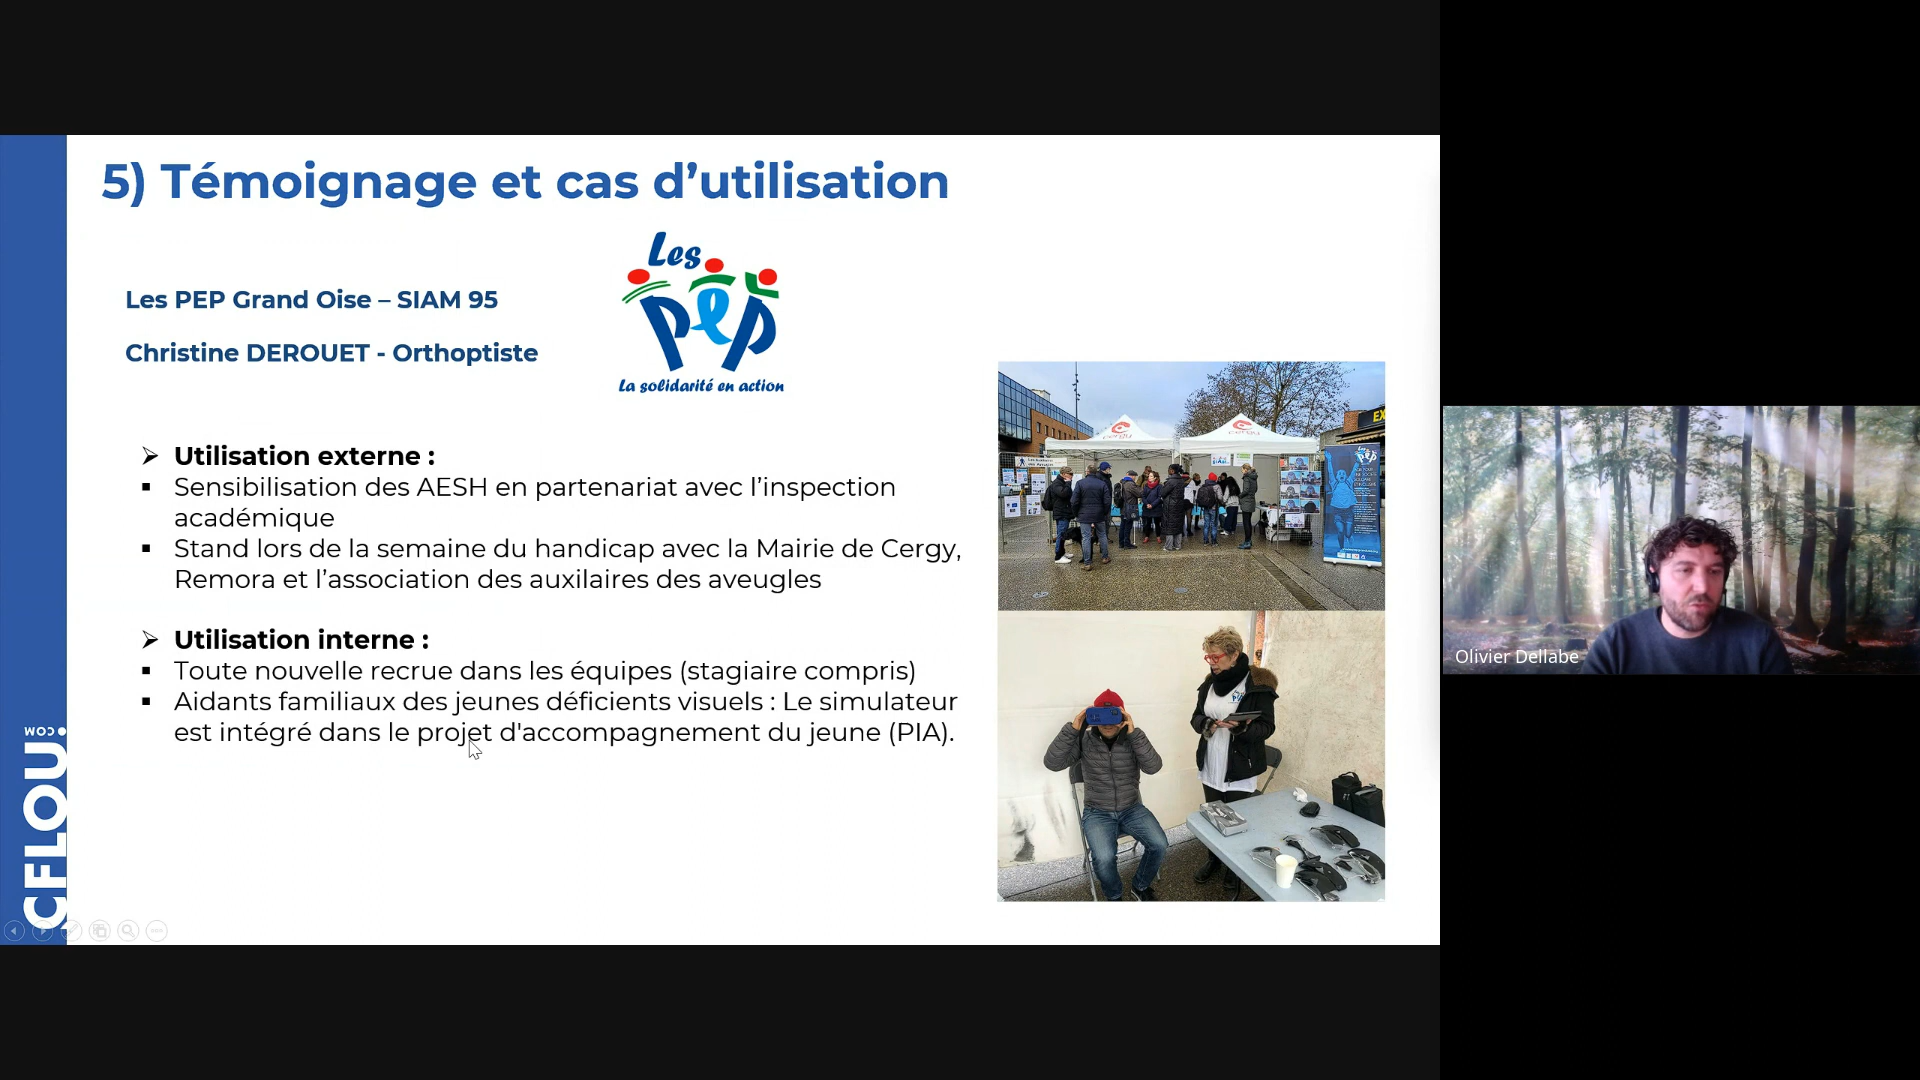 5) Témoignage et cas d’utilisation
Les PEP Grand Oise – SIAM 95
Christine DEROUET - Orthoptiste
Les
pep
La solidarité en action
Utilisation externe :
Sensibilisation des AESH en partenariat avec l’inspection
académique
Stand lors de la semaine du handicap avec la Mairie de Cergy,
Remora et l’association des auxilaires des aveugles
Utilisation interne :
Toute nouvelle recrue dans les équipes (stagiaire compris)
Aidants familiaux des jeunes déficients visuels : Le simulateur
est intégré dans le projet d'accompagnement du jeune (PIA).
cergy
cergy
EX
Olivier Dellabe
CFLOU.COM